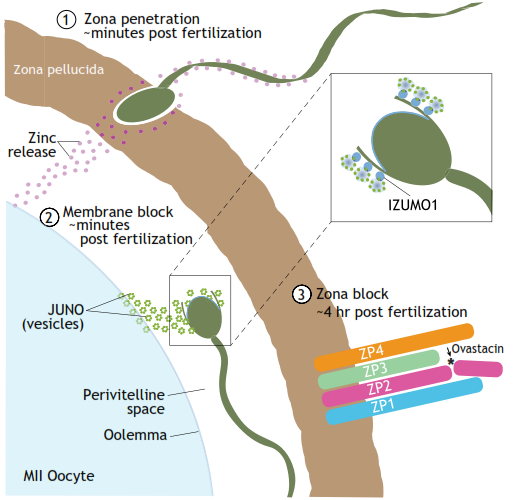 1 Zona penetration
~minutes post fertilization
Zona pellucida
Zinc
release
IZUMO1
2 Membrane block
~minutes
post fertilization
JUNO
(vesicles)
3 Zona block
~4 hr post fertilization
Ovastacin
*
ZP4
ZP3
ZP2
ZP1
Perivitelline
space
Oolemma
MII Oocyte